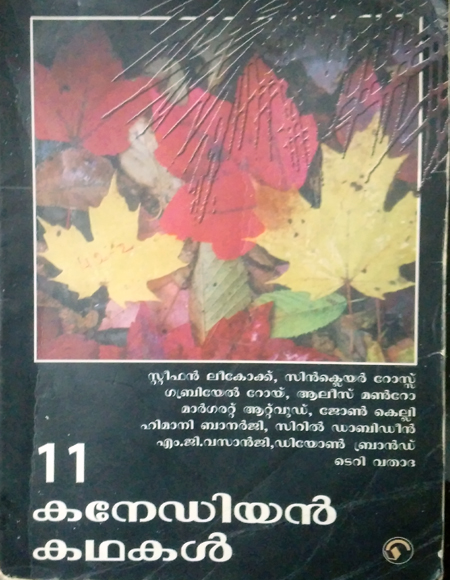 സ്റ്റീഫൻ ലീകോക്ക്, സിൻക്ലെയർ റോസ്സ്
ഗബ്രിയേൽ റോയ്, ആലീസ് മൺറോ
മാർഗരറ്റ് ആറ്റ്‌വുഡ്, ജോൺ കെല്ലി
ഹിമാനി ബാനർജി, സിറിൽ ഡാബിഡീൻ
എം.ജി.വസാൻജി,ഡിയോൺ ബ്രാൻഡ്
ടെറി വതാദ
11
കനേഡിയൻ
കഥകൾ